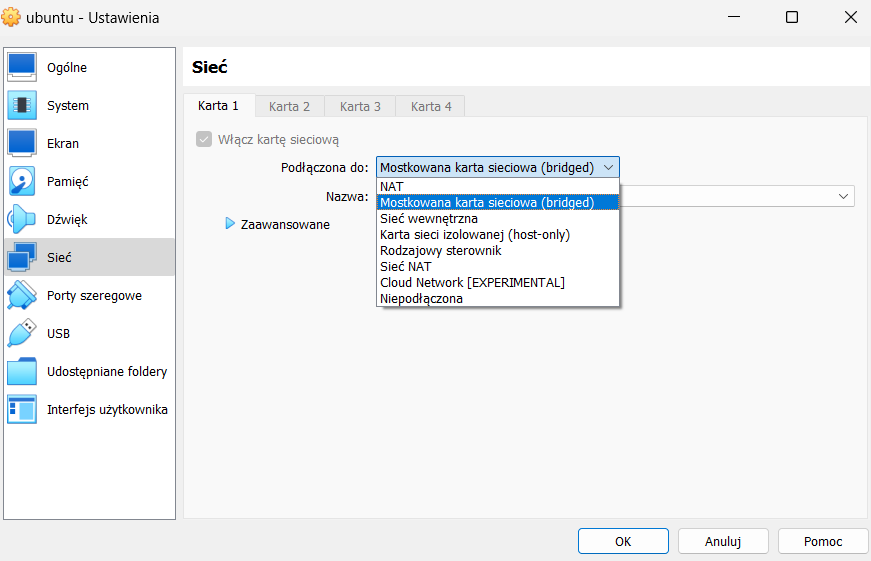 ubuntu - Ustawienia
Ogólne
System
Ekran
Pamięć
Dźwięk
Sieć
Porty szeregowe
USB
Udostępniane foldery
Interfejs użytkownika
Sieć
Karta 1 Karta 2 Karta 3 Karta 4
Włącz kartę sieciową
Podłączona do: Mostkowana karta sieciowa (bridged)
Nazwa:
Zaawansowane
NAT
Mostkowana karta sieciowa (bridged)
Sieć wewnętrzna
Karta sieci izolowanej (host-only)
Rodzajowy sterownik
Sieć NAT
Cloud Network [EXPERIMENTAL]
Niepodłączona
OK Anuluj Pomoc